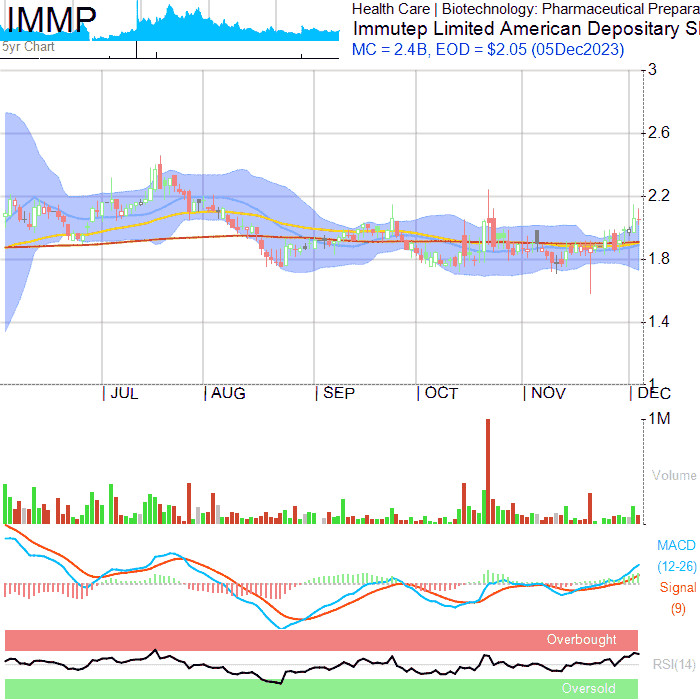 IMMP
5yr Chart
Health Care | Biotechnology: Pharmaceutical Prepara
Immutep Limited American Depositary S
MC = 2.4B, EOD = $2.05 (05Dec2023)
3
2.6
2.2
1.8
1.4
1
JUL AUG SEP OCT NOV DEC
1M
Volume
MACD
(12-26)
Signal
(9)
Overbought
RSI(14)
Oversold